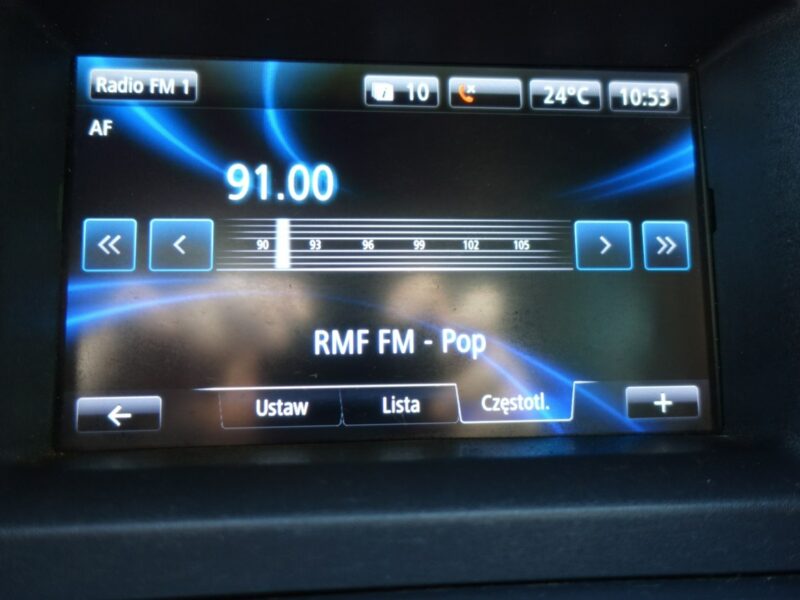 Radio FM 1
10
24°C
10:53
AF
91.00
90 93 96 99 102 105
RMF FM - Pop
Ustaw
Lista
Częstotl.